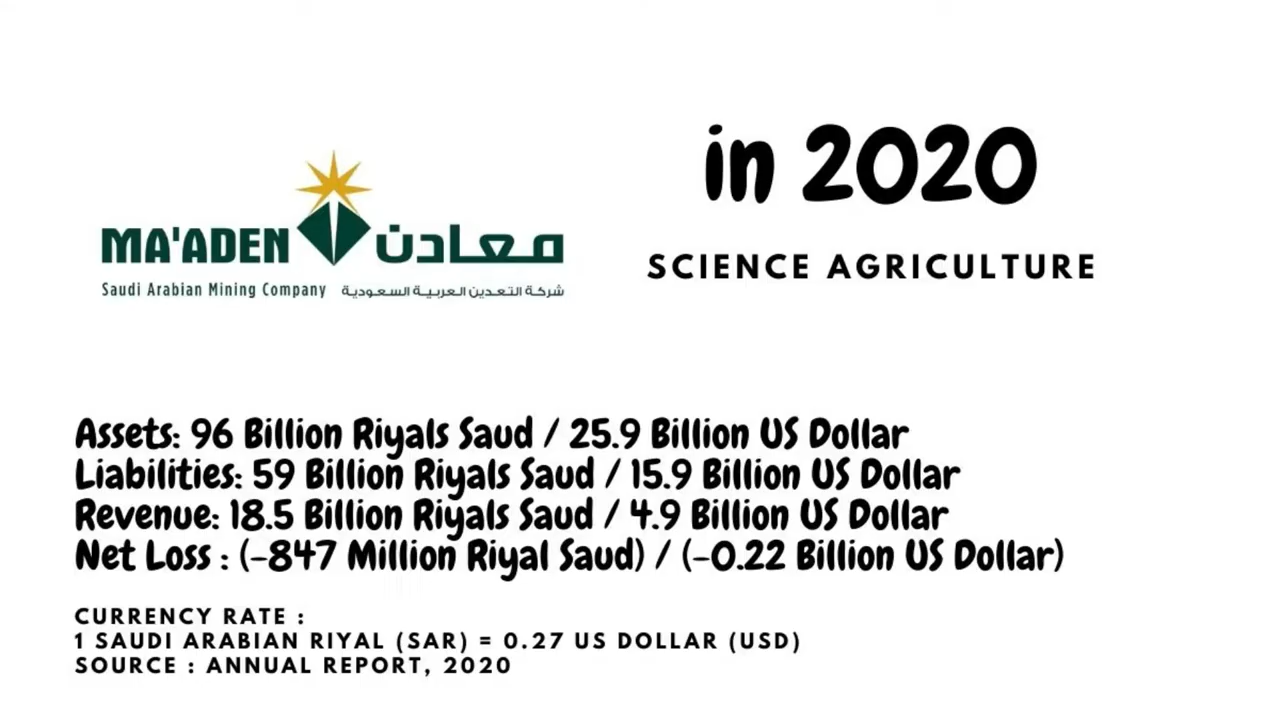 in 2020
SCIENCE AGRICULTURE
MA'ADEN معادن
Saudi Arabian Mining Company شركة التعدين العربية السعودية
Assets: 96 Billion Riyals Saud / 25.9 Billion US Dollar
Liabilities: 59 Billion Riyals Saud / 15.9 Billion US Dollar
Revenue: 18.5 Billion Riyals Saud / 4.9 Billion US Dollar
Net Loss : (-847 Million Riyal Saud) / (-0.22 Billion US Dollar)
CURRENCY RATE :
1 SAUDI ARABIAN RIYAL (SAR) = 0.27 US DOLLAR (USD)
SOURCE : ANNUAL REPORT, 2020